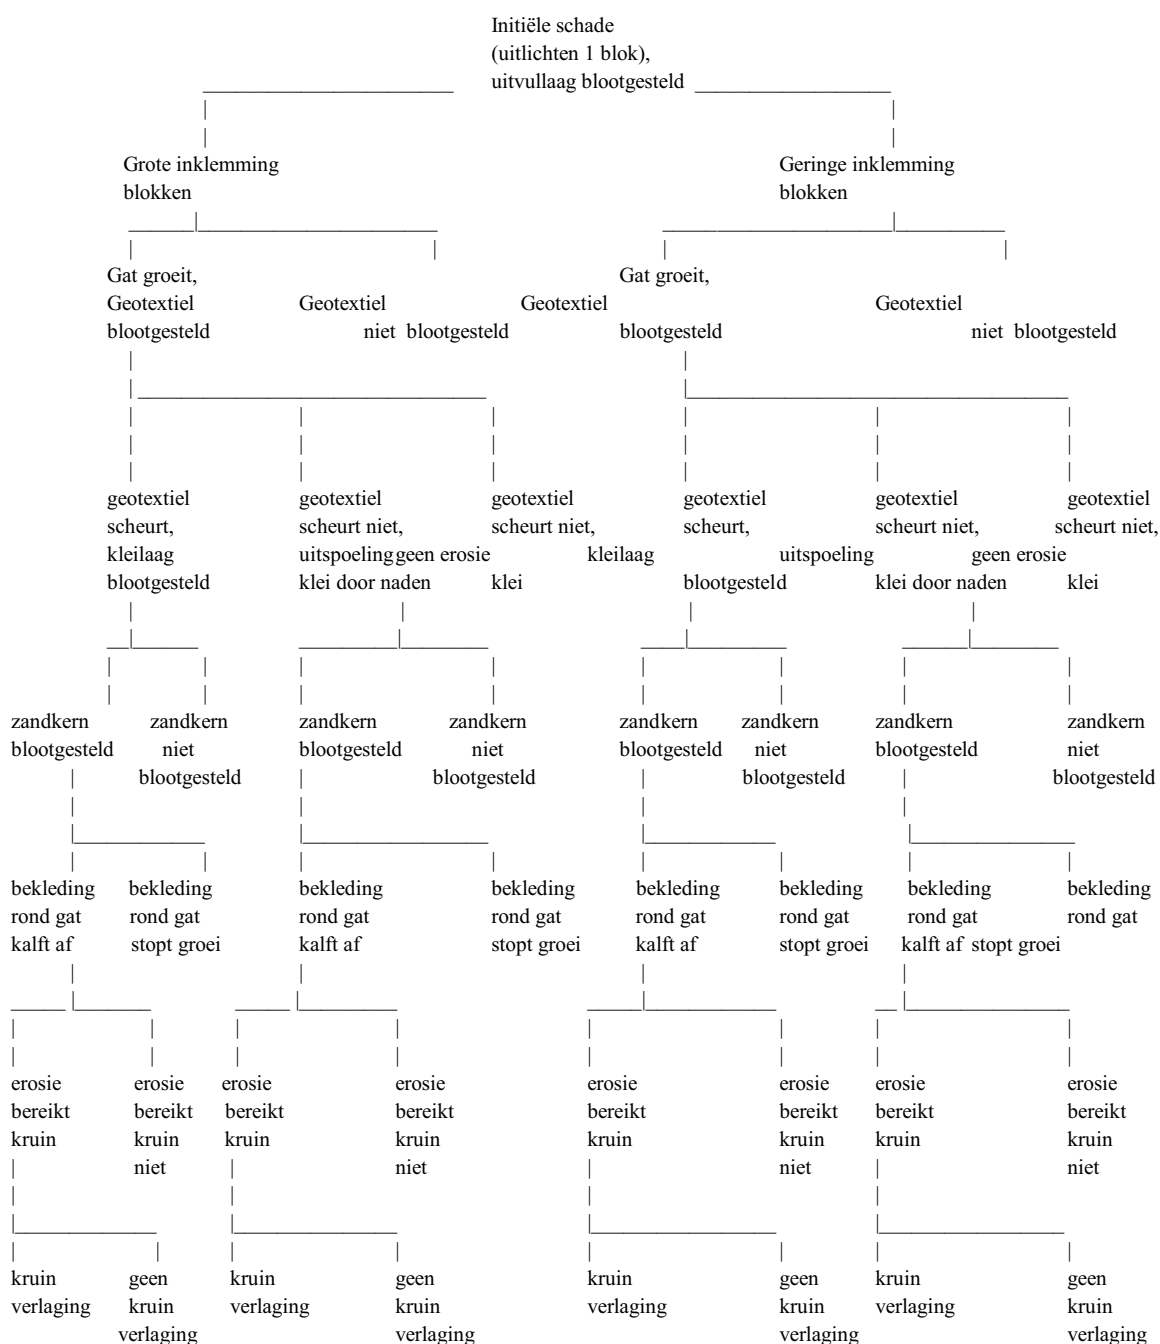 Initiële schade
(uitlichten 1 blok),
uitvullaag blootgesteld
Grote inklemming Geringe inklemming
blokken blokken
Gat groeit, Gat groeit,
Geotextiel Geotextiel Geotextiel Geotextiel
blootgesteld niet blootgesteld blootgesteld niet blootgesteld
geotextiel geotextiel geotextiel geotextiel geotextiel geotextiel
scheurt, scheurt niet, scheurt niet, scheurt, scheurt niet, scheurt niet,
kleilaag uitspoeling geen erosie kleilaag uitspoeling geen erosie
blootgesteld klei door naden klei blootgesteld klei door naden klei
zandkern zandkern zandkern zandkern zandkern zandkern zandkern zandkern
blootgesteld niet blootgesteld niet blootgesteld niet blootgesteld niet
blootgesteld blootgesteld blootgesteld blootgesteld
bekleding bekleding bekleding bekleding bekleding bekleding bekleding bekleding
rond gat rond gat rond gat rond gat rond gat rond gat rond gat rond gat
kalft af stopt groei kalft af stopt groei kalft af stopt groei kalft af stopt groei
erosie erosie erosie erosie erosie erosie erosie erosie
bereikt bereikt bereikt bereikt bereikt bereikt bereikt bereikt
kruin kruin kruin kruin kruin kruin kruin kruin
niet niet niet niet
kruin geen kruin geen kruin geen kruin geen
verlaging kruin verlaging kruin verlaging kruin verlaging kruin
verlaging verlaging verlaging verlaging